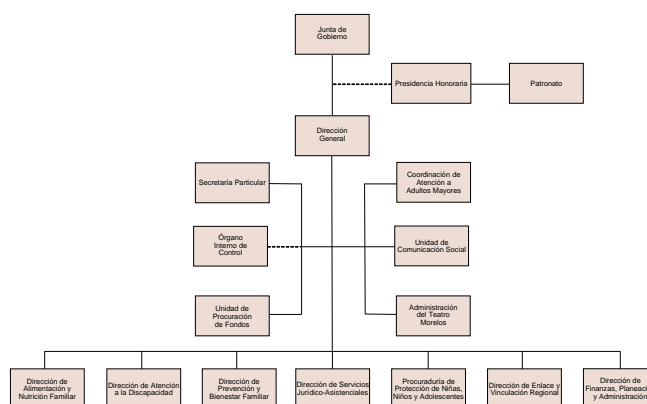 Junta de
Gobierno
Presidencia Honoraria
Patronato
Dirección
General
Secretaría Particular
Coordinación de
Atención a
Adultos Mayores
Órgano
Interno de
Control
Unidad de
Comunicación Social
Unidad de
Procuración
de Fondos
Administración
del Teatro
Morelos
Dirección de
Alimentación y
Nutrición Familiar
Dirección de Atención
a la Discapacidad
Dirección de
Prevención y
Bienestar Familiar
Dirección de Servicios
Jurídico-Asistenciales
Procuraduría de
Protección de Niñas,
Niños y Adolescentes
Dirección de Enlace y
Vinculación Regional
Dirección de
Finanzas, Planeació
y Administración